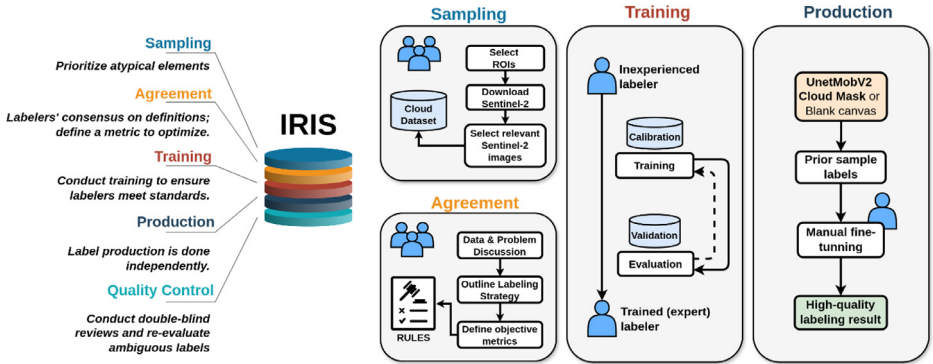 Sampling
Prioritize atypical elements
Agreement
Labelers' consensus on definitions;
define a metric to optimize.
Training
Conduct training to ensure
labelers meet standards.
Production
Label production is done
independently.
Quality Control
Conduct double-blind
reviews and re-evaluate
ambiguous labels
IRIS
Sampling
Select
ROIs
Download
Sentinel-2
Select relevant
Sentinel-2
images
Cloud
Dataset
Agreement
Data & Problem
Discussion
Outline Labeling
Strategy
Define objective
metrics
RULES
Training
Inexperienced
labeler
Calibration
Training
Validation
Evaluation
Trained (expert)
labeler
Production
UnetMobV2
Cloud Mask or
Blank canvas
Prior sample
labels
Manual fine-
tunning
High-quality
labeling result